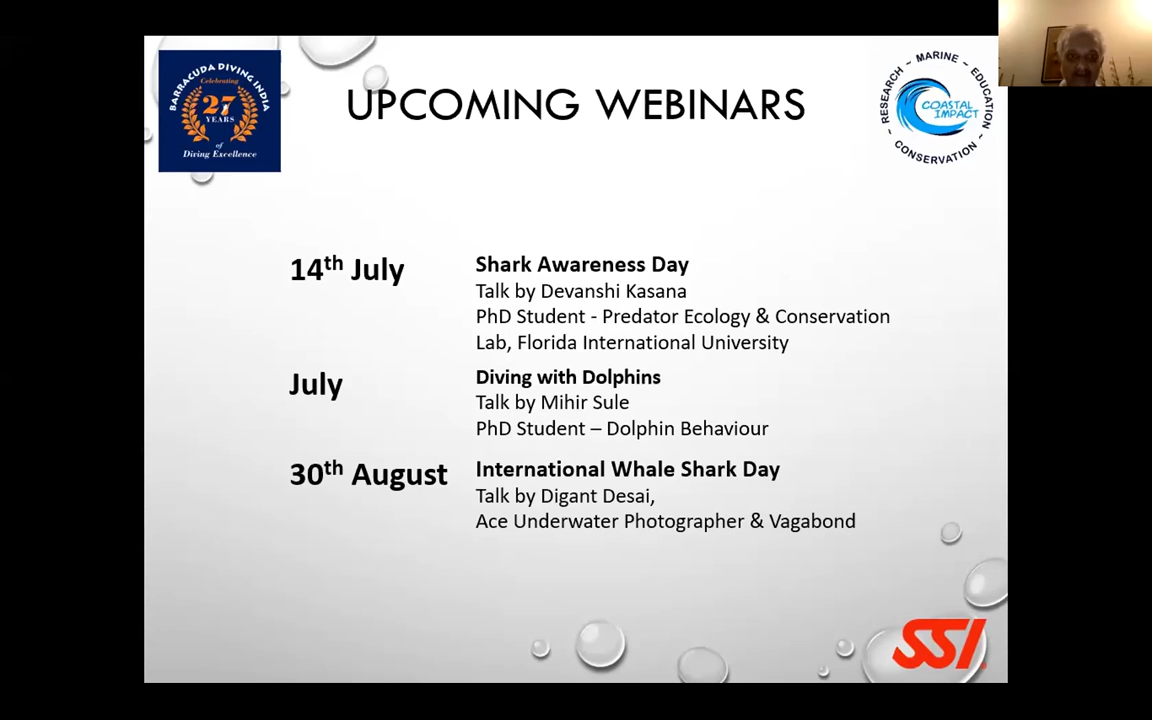 BARRACUDA DIVING INDIA
Celebrating
27
YEARS
of
Diving Excellence
UPCOMING WEBINARS
~ MARINE ~ EDUCATION ~ CONSERVATION ~ RESEARCH
COASTAL
IMPACT
14th July
Shark Awareness Day
Talk by Devanshi Kasana
PhD Student - Predator Ecology & Conservation
Lab, Florida International University
July
Diving with Dolphins
Talk by Mihir Sule
PhD Student – Dolphin Behaviour
30th August
International Whale Shark Day
Talk by Digant Desai,
Ace Underwater Photographer & Vagabond
SSI